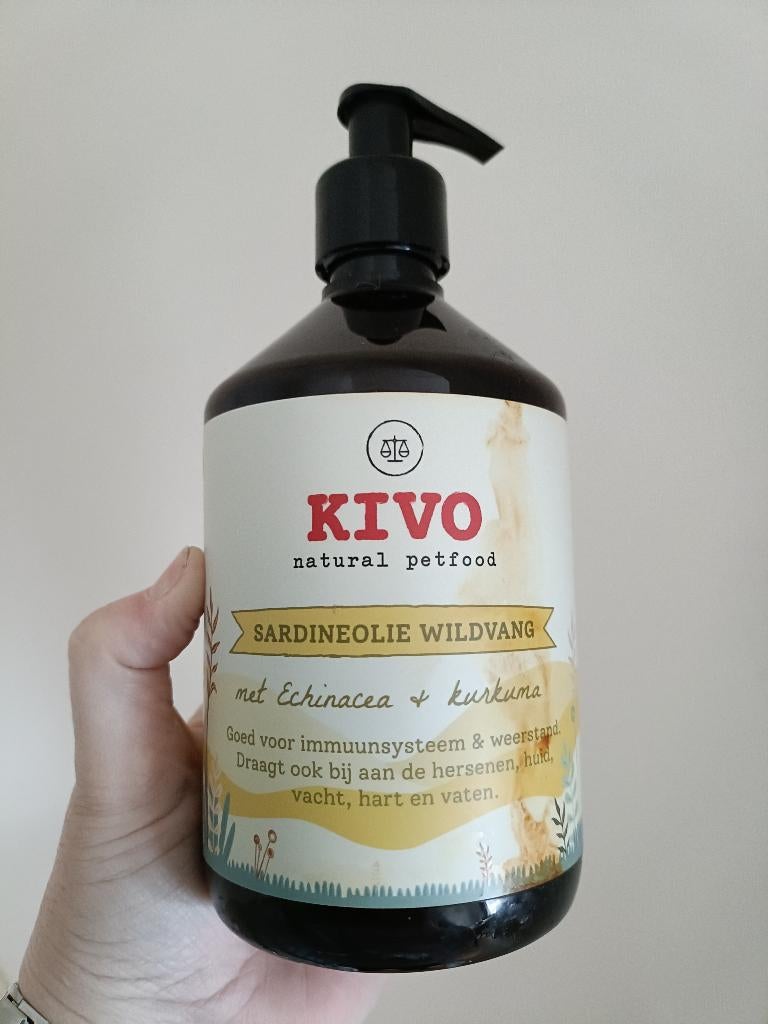 KIVO
natural petfood
SARDINEOLIE WILDVANG
met Echinacea & kurkuma
Goed voor immuunsysteem & weerstand.
Draagt ook bij aan de hersenen, huid,
vacht, hart en vaten.